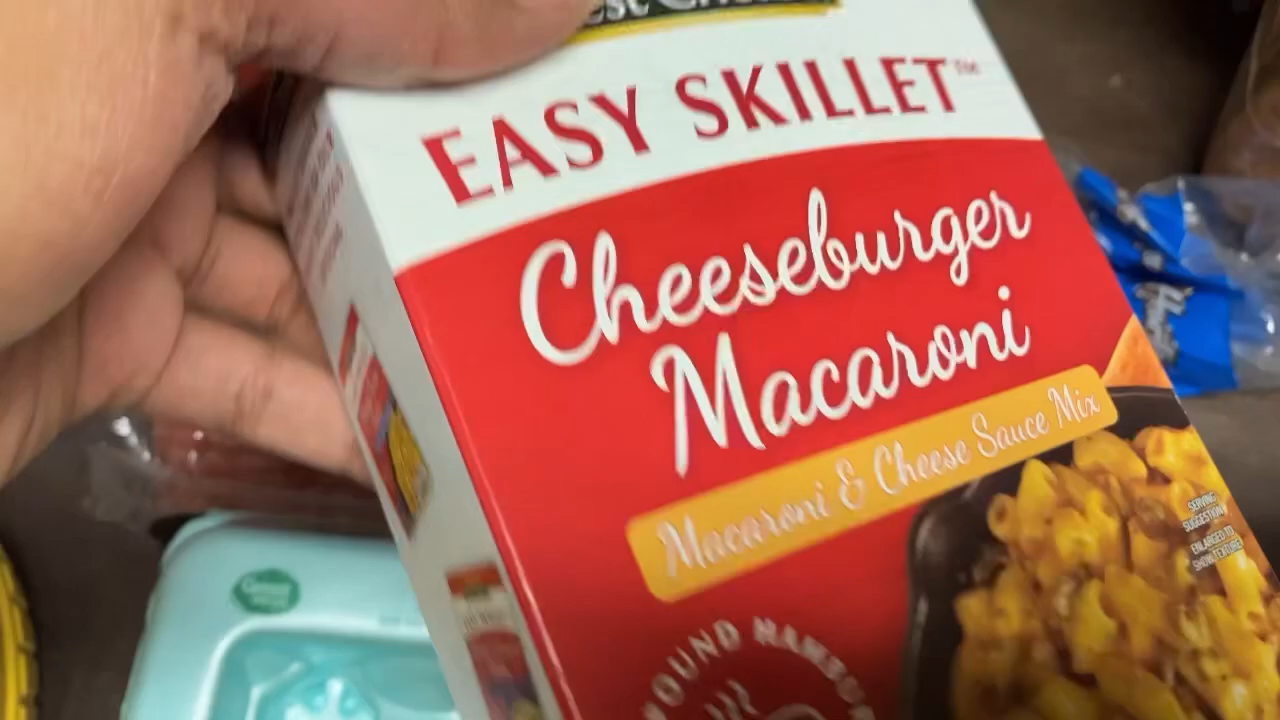 EASY SKILLET™
Cheeseburger
Macaroni
Macaroni & Cheese Sauce Mix
SERVING
SUGGESTION
ENLARGED TO
SHOW TEXTURE